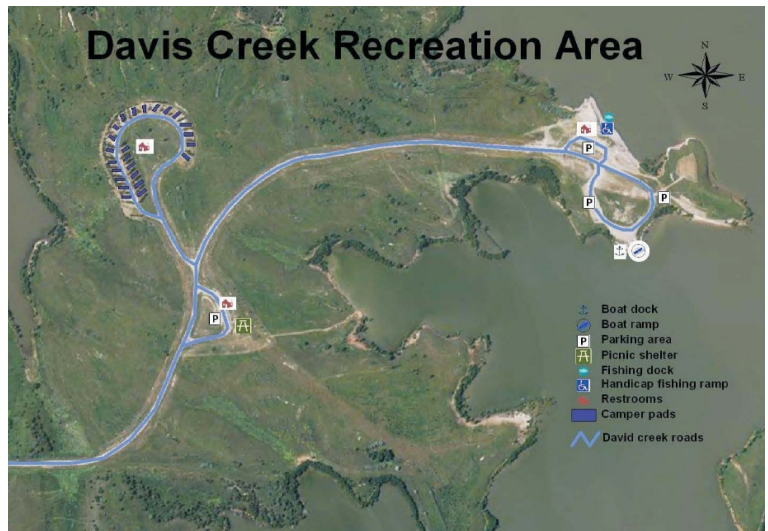 Davis Creek Recreation Area
N
W E
S
P
P
P
P
Boat dock
Boat ramp
P Parking area
Picnic shelter
Fishing dock
Handicap fishing ramp
Restrooms
Camper pads
David creek roads